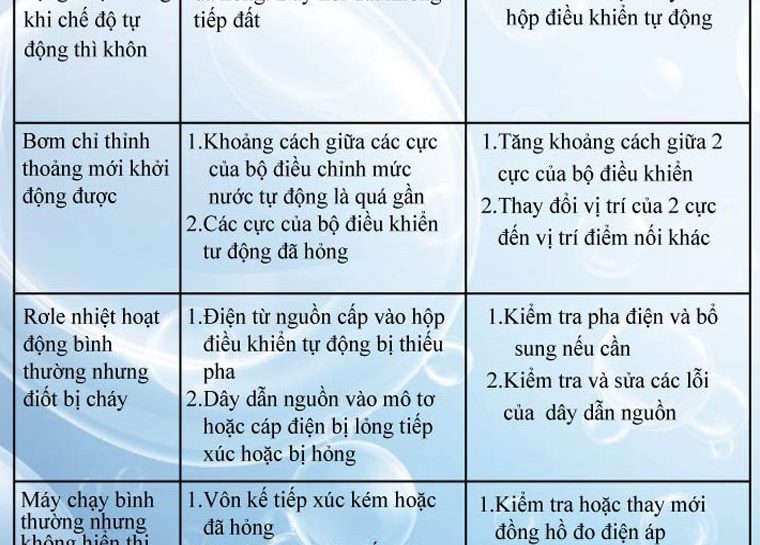 khi chế độ tự
động thì khôn
tiếp đất
hộp điều khiển tự động
Bơm chỉ thỉnh
thoảng mới khởi
động được
1.Khoảng cách giữa các cực
của bộ điều chỉnh mức
nước tự động là quá gần
2.Các cực của bộ điều khiển
tư động đã hỏng
1.Tăng khoảng cách giữa 2
cực của bộ điều khiển
2.Thay đổi vị trí của 2 cực
đến vị trí điểm nối khác
Rơle nhiệt hoạt
động bình
thường nhưng
điốt bị cháy
1.Điện từ nguồn cấp vào hộp
điều khiển tự động bị thiếu
pha
2.Dây dẫn nguồn vào mô tơ
hoặc cáp điện bị lỏng tiếp
xúc hoặc bị hỏng
1.Kiểm tra pha điện và bổ
sung nếu cần
2.Kiểm tra và sửa các lỗi
của dây dẫn nguồn
Máy chạy bình
thường nhưng
không hiển thị
1.Vôn kế tiếp xúc kém hoặc
đã hỏng
1.Kiểm tra hoặc thay mới
đồng hồ đo điện áp